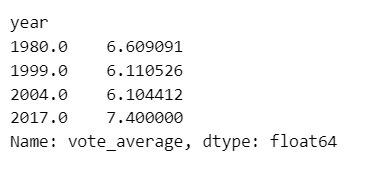 year
1980.0    6.609091
1999.0    6.110526
2004.0    6.104412
2017.0    7.400000
Name: vote_average, dtype: float64